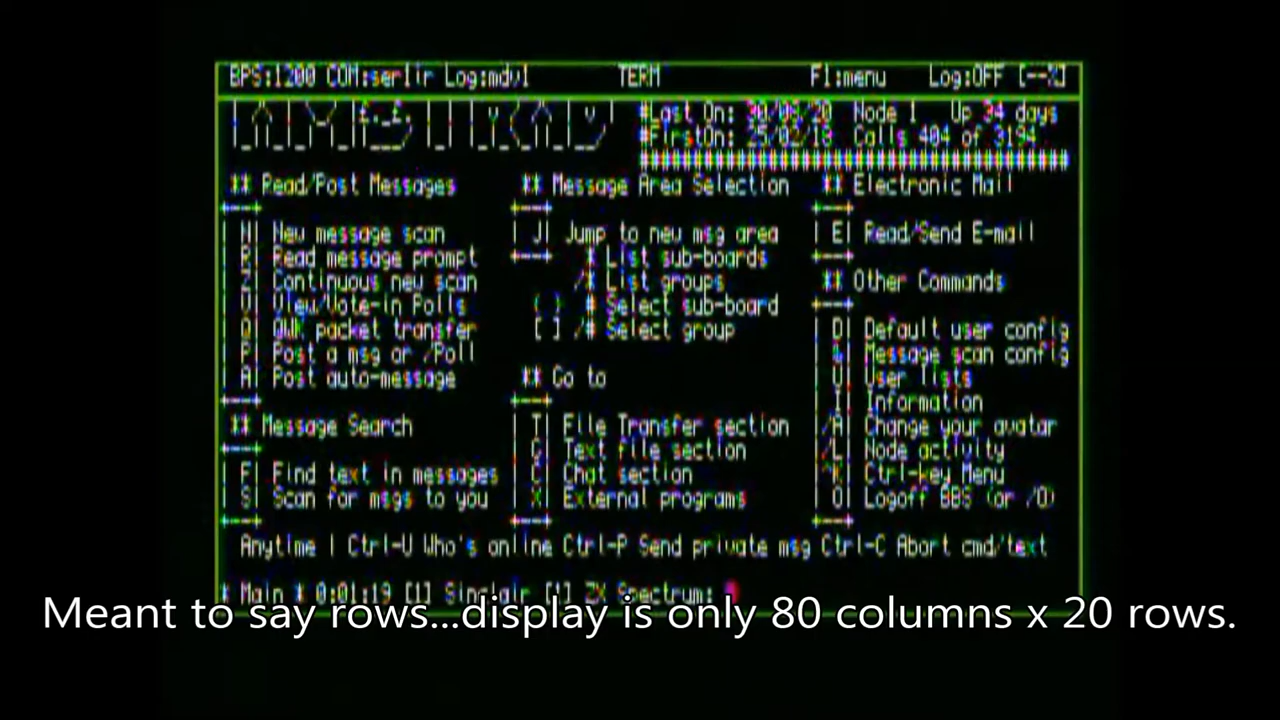 BPS:1200 COM:serlir Log:mdv1 TERM F1:menu Log:OFF [--%]
#Last On: 30/08/20 Node 1 Up 34 days
#FirstOn: 25/02/18 Calls 404 of 3194
** Read/Post Messages ** Message Area Selection ** Electronic Mail
N| New message scan | J| Jump to new msg area | E| Read/Send E-mail
R| Read message prompt * List sub-boards
Z| Continuous new scan /* List groups ** Other Commands
V| View/Vote-in Polls { } # Select sub-board
Q| QWK packet transfer [ ] /# Select group | D| Default user config
P| Post a msg or /Poll &| Message scan config
A| Post auto-message ** Go to U| User lists
I| Information
** Message Search | T| File Transfer section /A| Change your avatar
G| Text file section /L| Node activity
F| Find text in messages C| Chat section ^K| Ctrl-key Menu
S| Scan for msgs to you X| External programs | O| Logoff BBS (or /O)
Anytime | Ctrl-U Who's online Ctrl-P Send private msg Ctrl-C Abort cmd/text
* Main * 0:01:19 [1] Sinclair [1] ZX Spectrum:
Meant to say rows...display is only 80 columns x 20 rows.